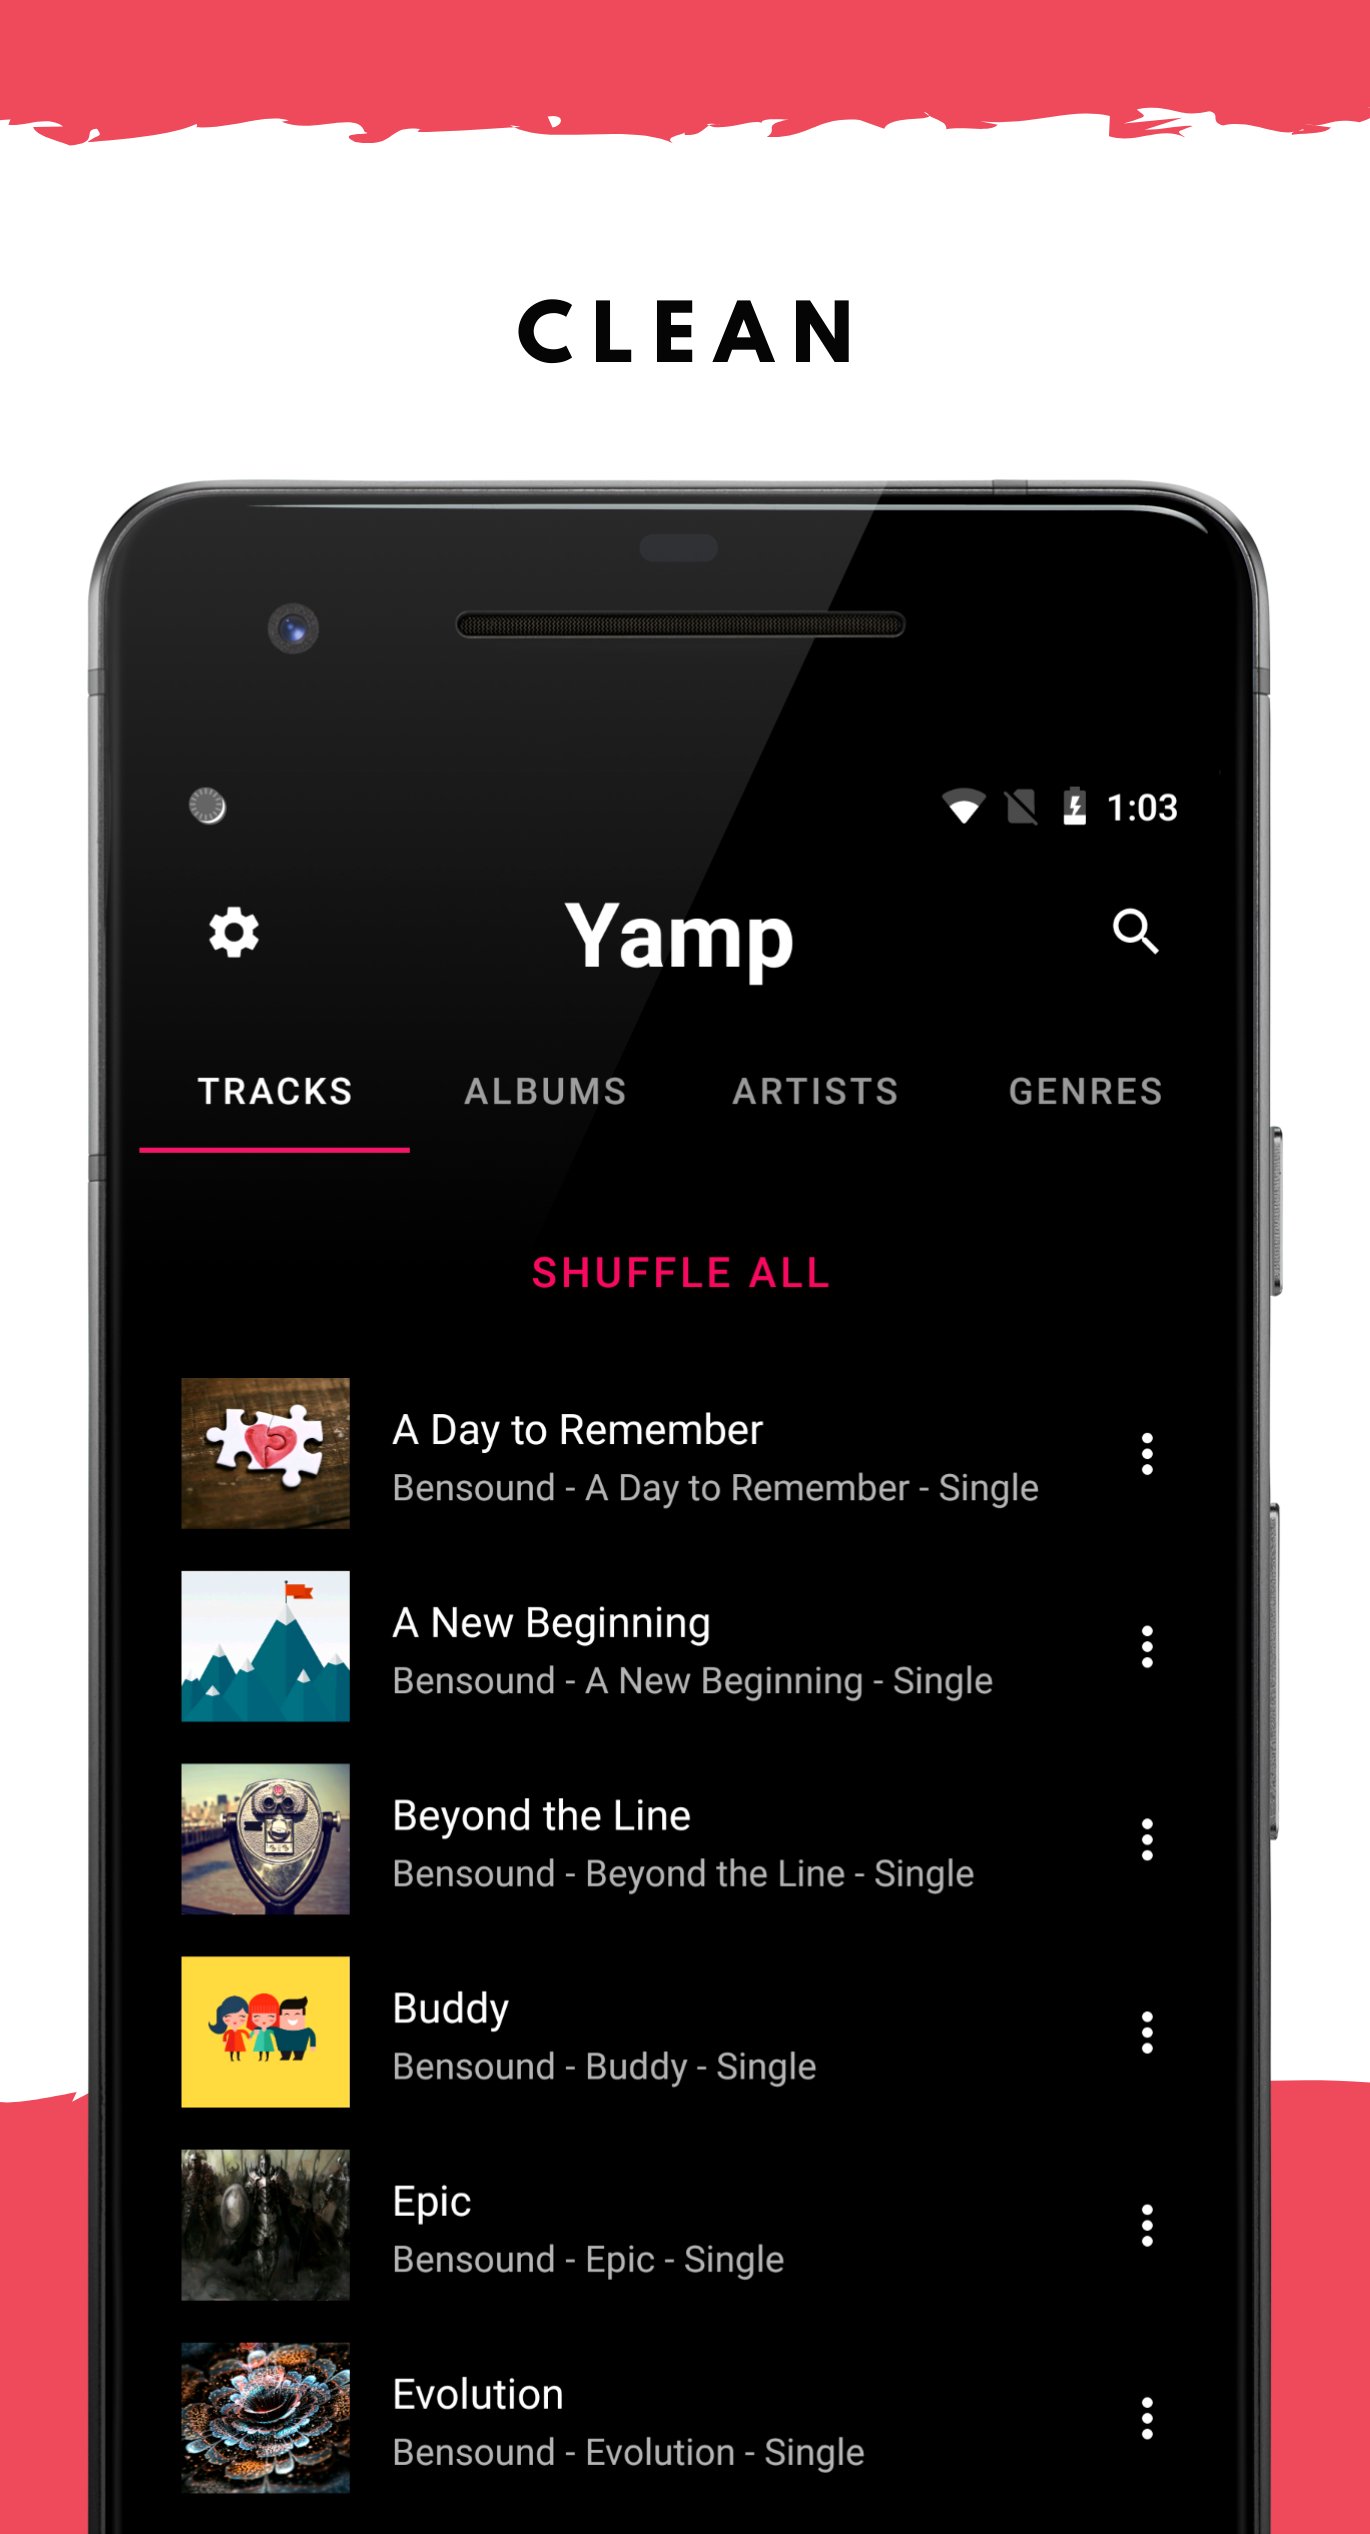 CLEAN
1:03
Yamp
TRACKS ALBUMS ARTISTS GENRES
SHUFFLE ALL
A Day to Remember
Bensound - A Day to Remember - Single
A New Beginning
Bensound - A New Beginning - Single
Beyond the Line
Bensound - Beyond the Line - Single
Buddy
Bensound - Buddy - Single
Epic
Bensound - Epic - Single
Evolution
Bensound - Evolution - Single